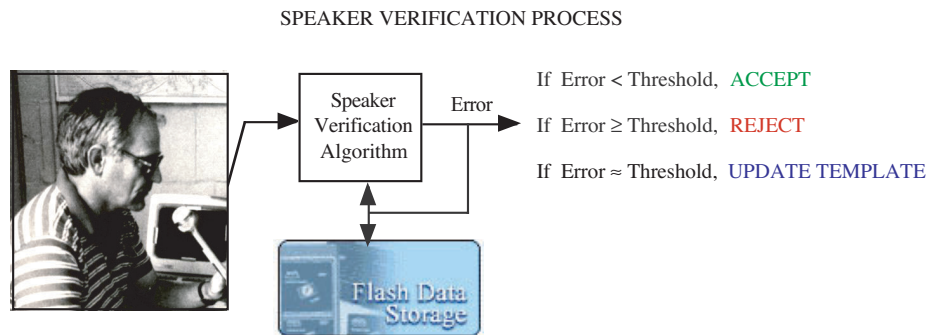 SPEAKER VERIFICATION PROCESS
Speaker
Verification
Algorithm
Error
If Error < Threshold, ACCEPT
If Error ≥ Threshold, REJECT
If Error ≈ Threshold, UPDATE TEMPLATE
Flash Data
Storage